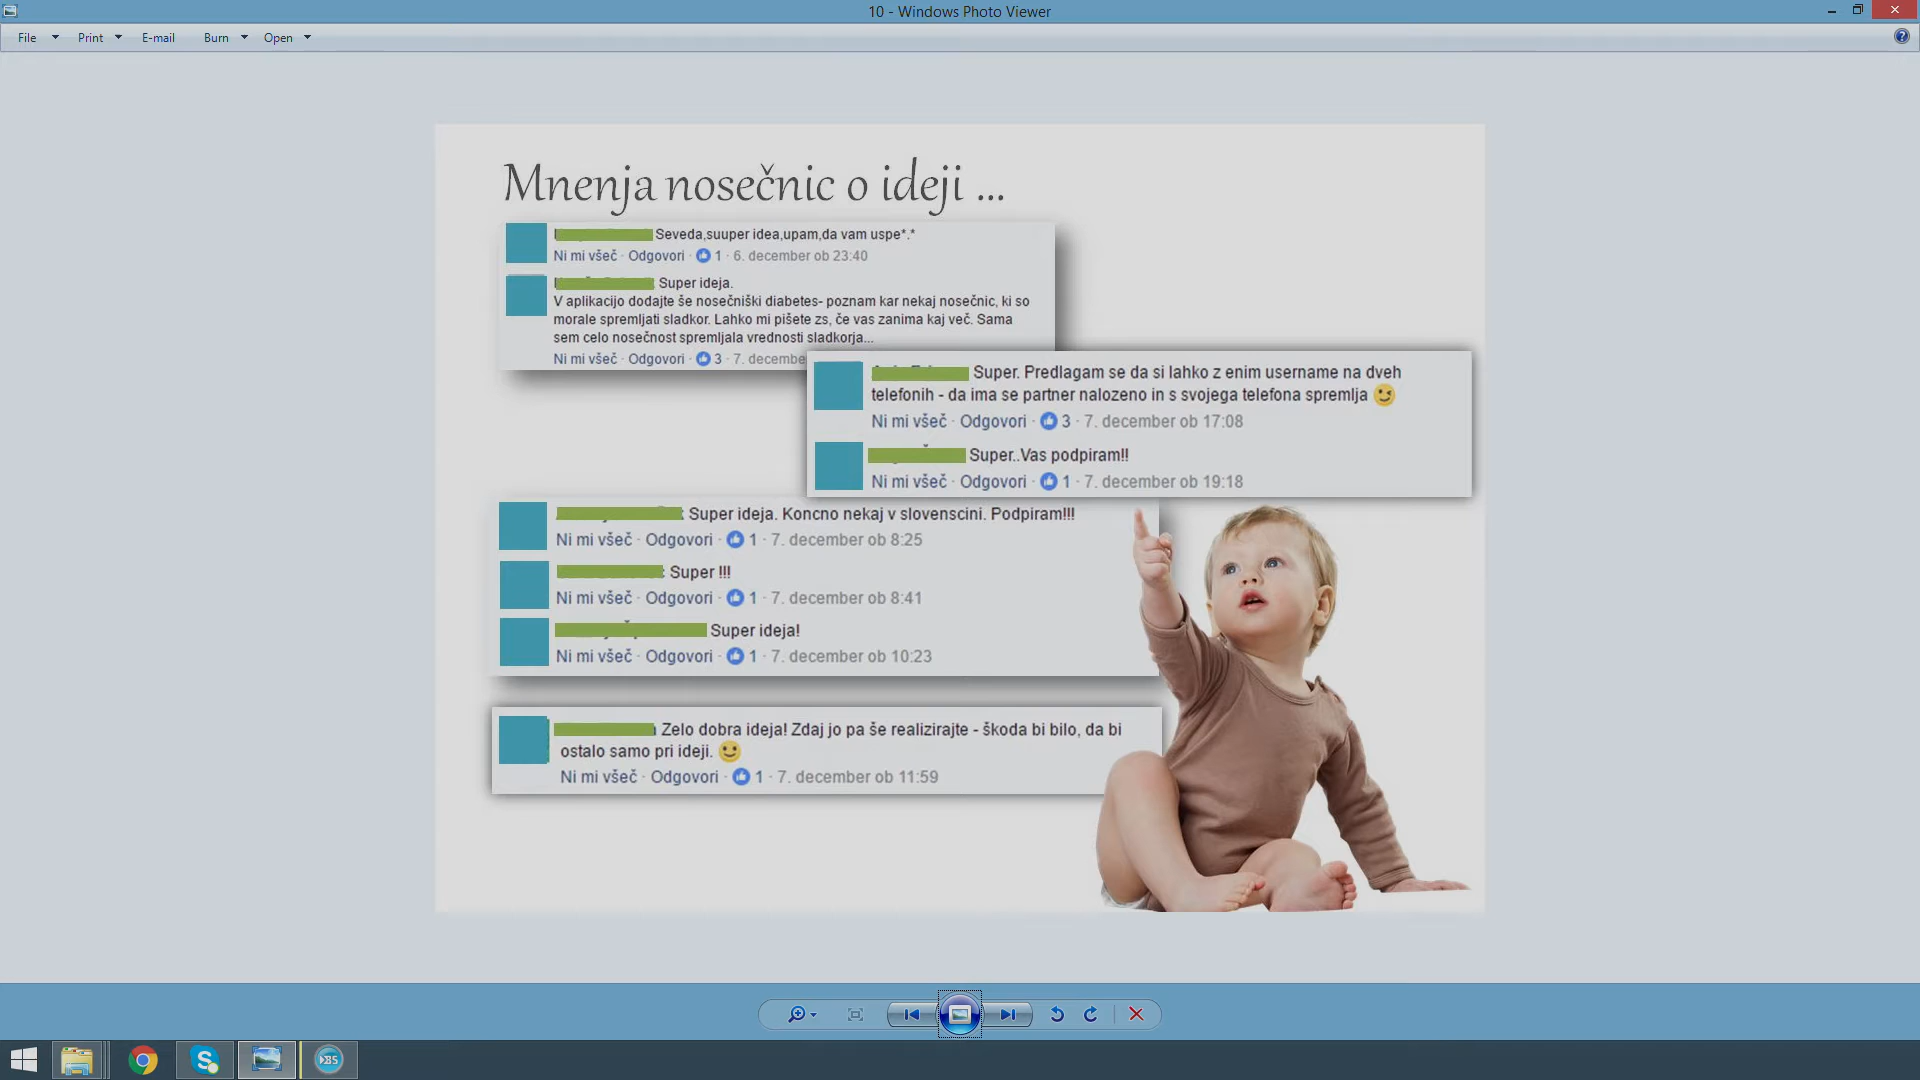 10 - Windows Photo Viewer
File Print E-mail Burn Open
Mnenja nosečnic o ideji ...
Seveda,suuper idea,upam,da vam uspe*.*
Ni mi všeč · Odgovori · 1 · 6. december ob 23:40
Super ideja.
V aplikacijo dodajte še nosečniški diabetes- poznam kar nekaj nosečnic, ki so
morale spremljati sladkor. Lahko mi pišete zs, če vas zanima kaj več. Sama
sem celo nosečnost spremljala vrednosti sladkorja...
Ni mi všeč · Odgovori · 3 · 7. decembe
Super. Predlagam se da si lahko z enim username na dveh
telefonih - da ima se partner nalozeno in s svojega telefona spremlja
Ni mi všeč · Odgovori · 3 · 7. december ob 17:08
Super..Vas podpiram!!
Ni mi všeč · Odgovori · 1 · 7. december ob 19:18
Super ideja. Koncno nekaj v slovenscini. Podpiram!!!
Ni mi všeč · Odgovori · 1 · 7. december ob 8:25
Super !!!
Ni mi všeč · Odgovori · 1 · 7. december ob 8:41
Super ideja!
Ni mi všeč · Odgovori · 1 · 7. december ob 10:23
Zelo dobra ideja! Zdaj jo pa še realizirajte - škoda bi bilo, da bi
ostalo samo pri ideji.
Ni mi všeč · Odgovori · 1 · 7. december ob 11:59